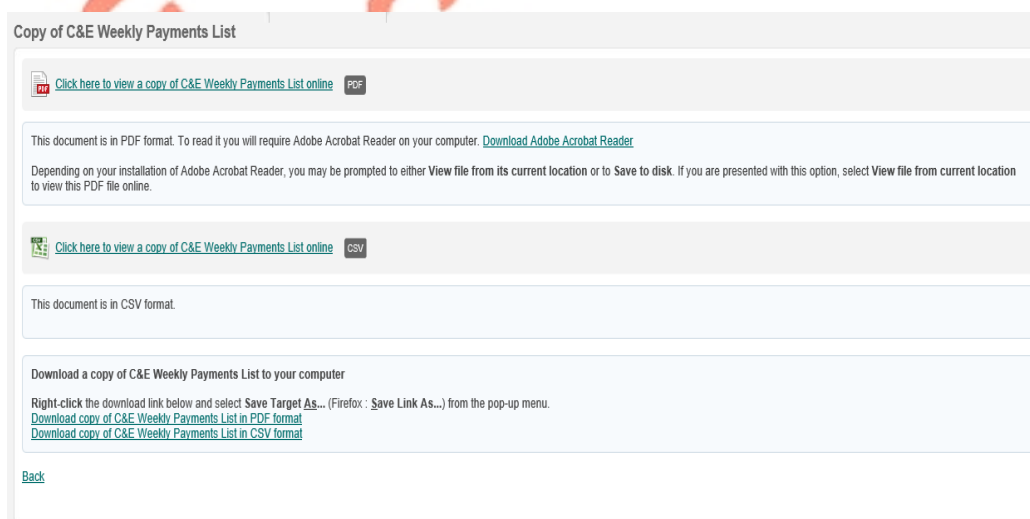 Copy of C&E Weekly Payments List
Click here to view a copy of C&E Weekly Payments List online PDF
This document is in PDF format. To read it you will require Adobe Acrobat Reader on your computer. Download Adobe Acrobat Reader
Depending on your installation of Adobe Acrobat Reader, you may be prompted to either View file from its current location or to Save to disk. If you are presented with this option, select View file from current location
to view this PDF file online.
Click here to view a copy of C&E Weekly Payments List online CSV
This document is in CSV format.
Download a copy of C&E Weekly Payments List to your computer
Right-click the download link below and select Save Target As... (Firefox : Save Link As...) from the pop-up menu.
Download copy of C&E Weekly Payments List in PDF format
Download copy of C&E Weekly Payments List in CSV format
Back